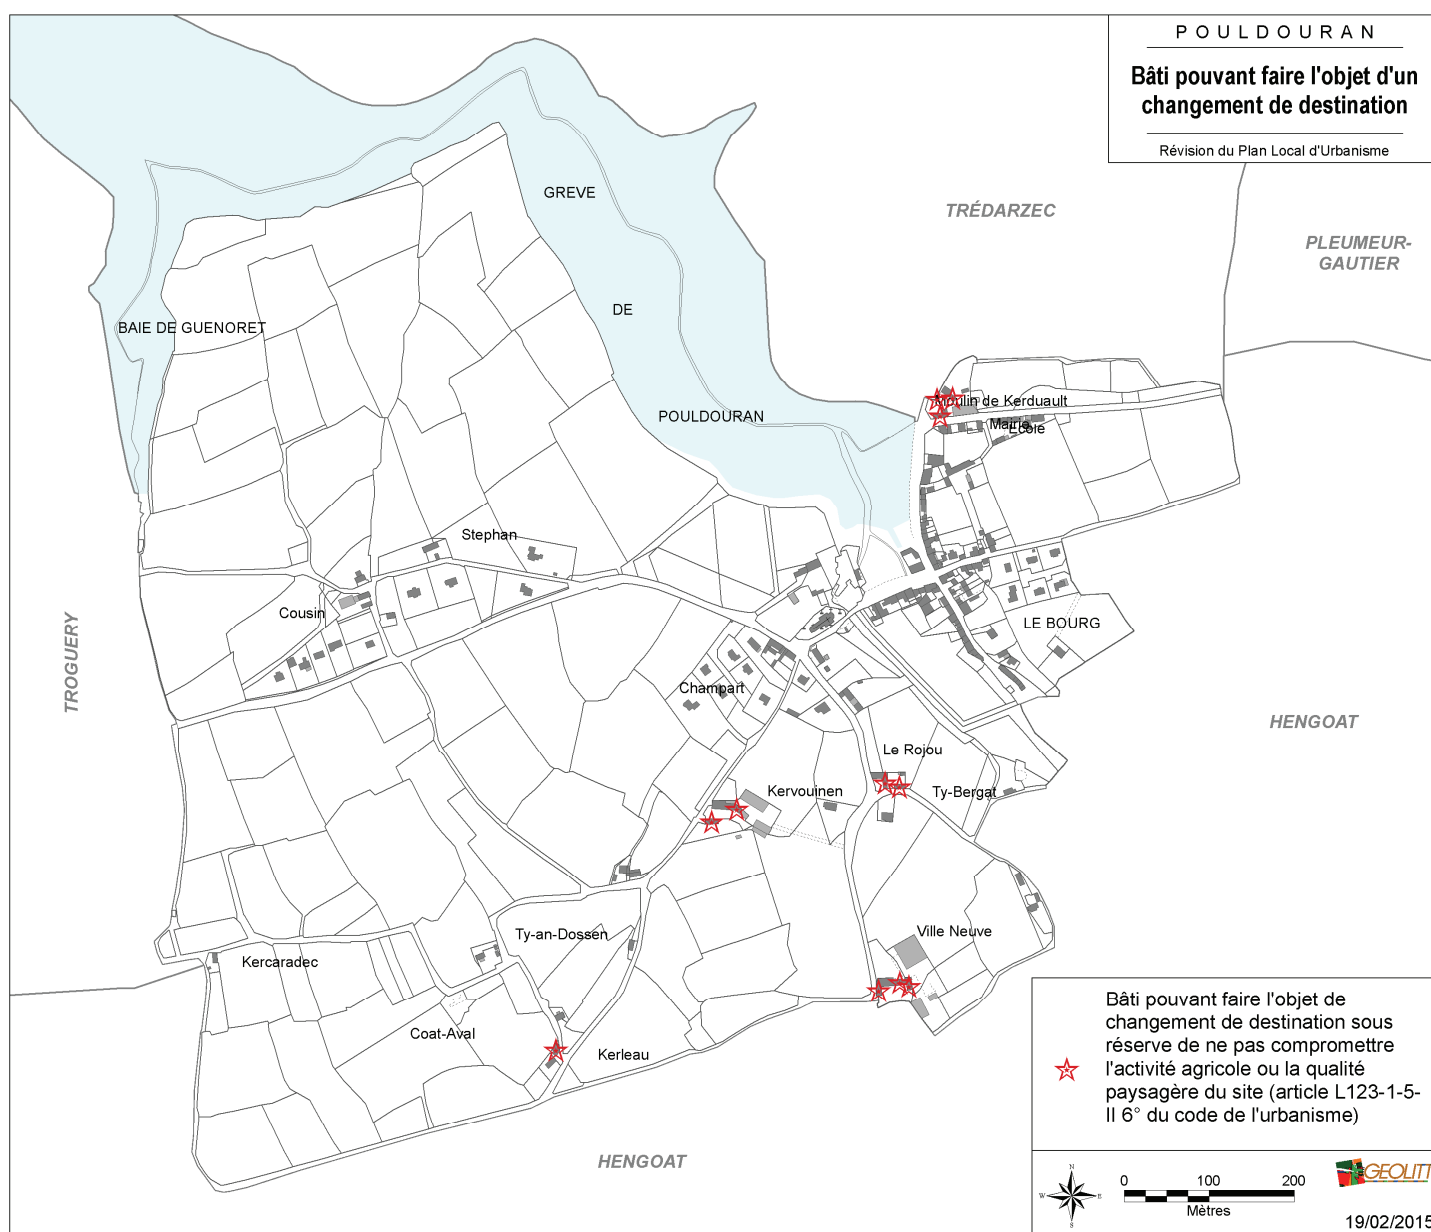 POULDOURAN
Bâti pouvant faire l'objet d'un
changement de destination
Révision du Plan Local d'Urbanisme
GREVE
TRÉDARZEC
PLEUMEUR-
GAUTIER
DE
BAIE DE GUENORET
Moulin de Kerduault
POULDOURAN
Mairie
Ecole
Stephan
Cousin
LE BOURG
TROGUERY
Champart
HENGOAT
Le Rojou
Kervouinen
Ty-Bergat
Ville Neuve
Ty-an-Dossen
Kercaradec
Coat-Aval
Kerleau
HENGOAT
Bâti pouvant faire l'objet de
changement de destination sous
réserve de ne pas compromettre
l'activité agricole ou la qualité
paysagère du site (article L123-1-5-
II 6° du code de l'urbanisme)
N
W E
S
0 100 200
Mètres
GEOLITT
19/02/2015